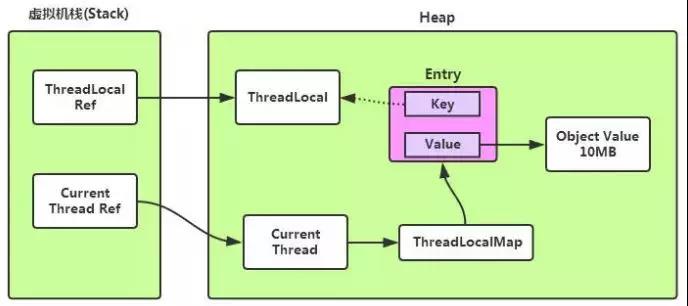 虚拟机栈(Stack)
Heap
ThreadLocal
Ref
ThreadLocal
Entry
Key
Value
Object Value
10MB
Current
Thread Ref
Current
Thread
ThreadLocalMap